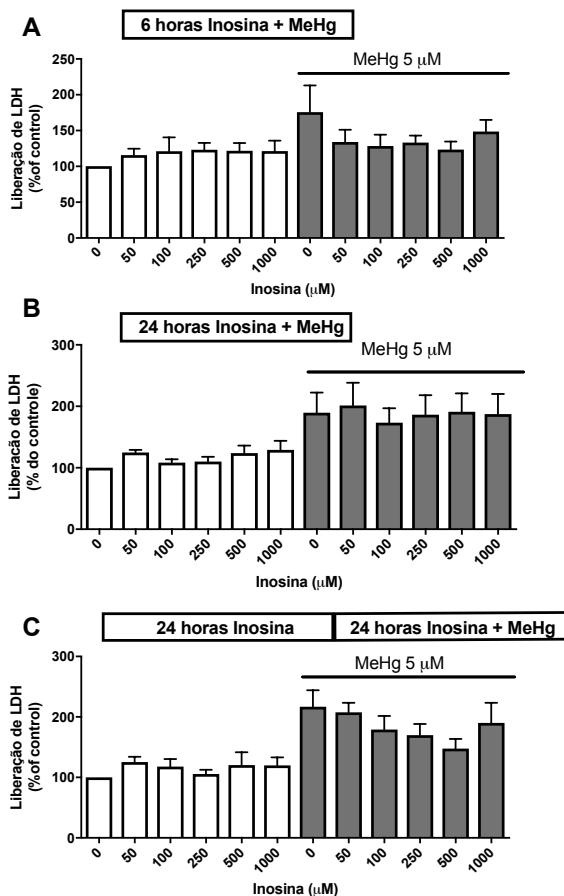 A
6 horas Inosina + MeHg
MeHg 5 μM
Liberação de LDH
(%of control)
250
200
150
100
50
0
0 50 100 250 500 1000 0 50 100 250 500 1000
Inosina (μM)
B
24 horas Inosina + MeHg
MeHg 5 μM
Liberacão de LDH
(% do controle)
300
200
100
0
0 50 100 250 500 1000 0 50 100 250 500 1000
Inosina (μM)
C
24 horas Inosina 24 horas Inosina + MeHg
MeHg 5 μM
Liberação de LDH
(%of control)
300
200
100
0
0 50 100 250 500 1000 0 50 100 250 500 1000
Inosina (μM)